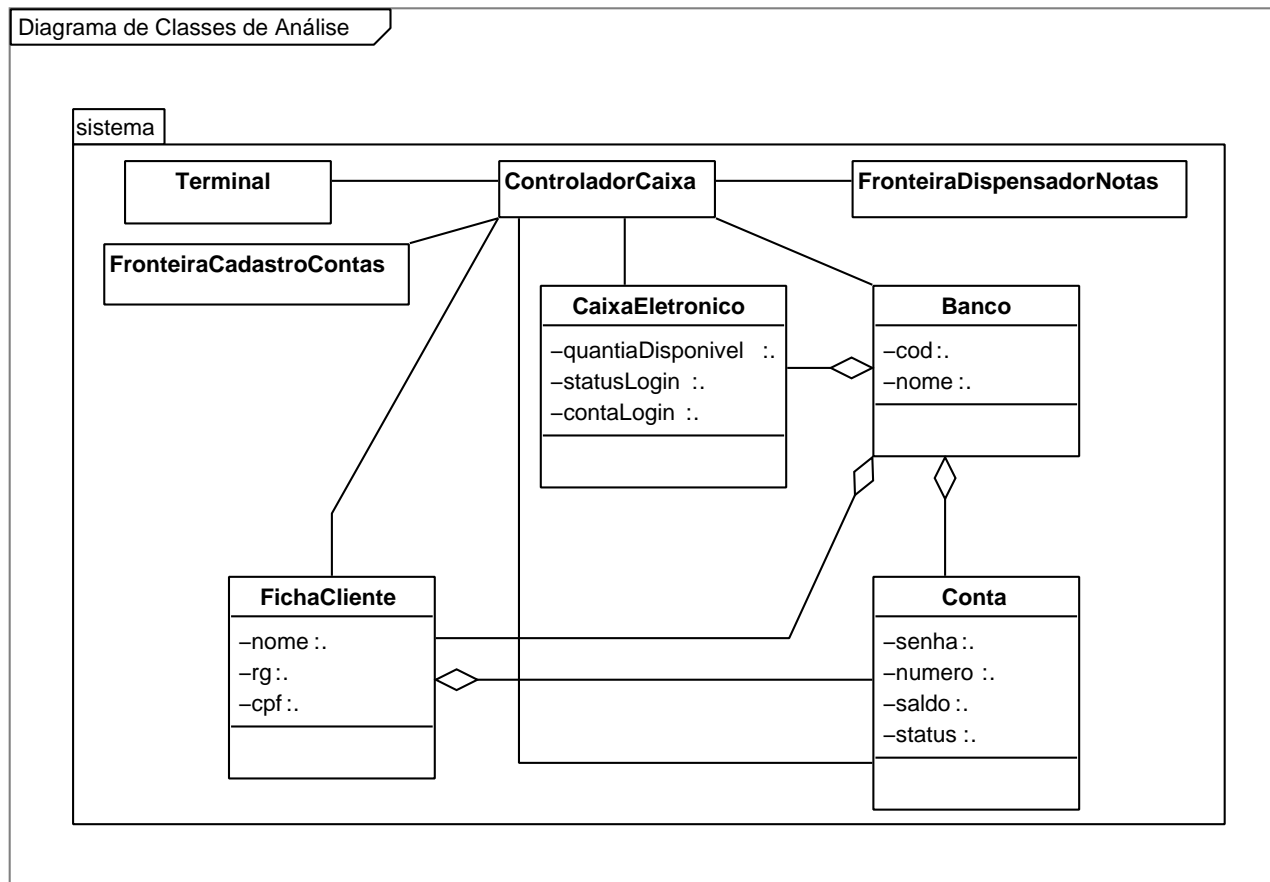 Diagrama de Classes de Análise
sistema
Terminal
ControladorCaixa
FronteiraDispensadorNotas
FronteiraCadastroContas
CaixaEletronico
−quantiaDisponivel :.
−statusLogin :.
−contaLogin :.
Banco
−cod :.
−nome :.
FichaCliente
−nome :.
−rg :.
−cpf :.
Conta
−senha :.
−numero :.
−saldo :.
−status :.